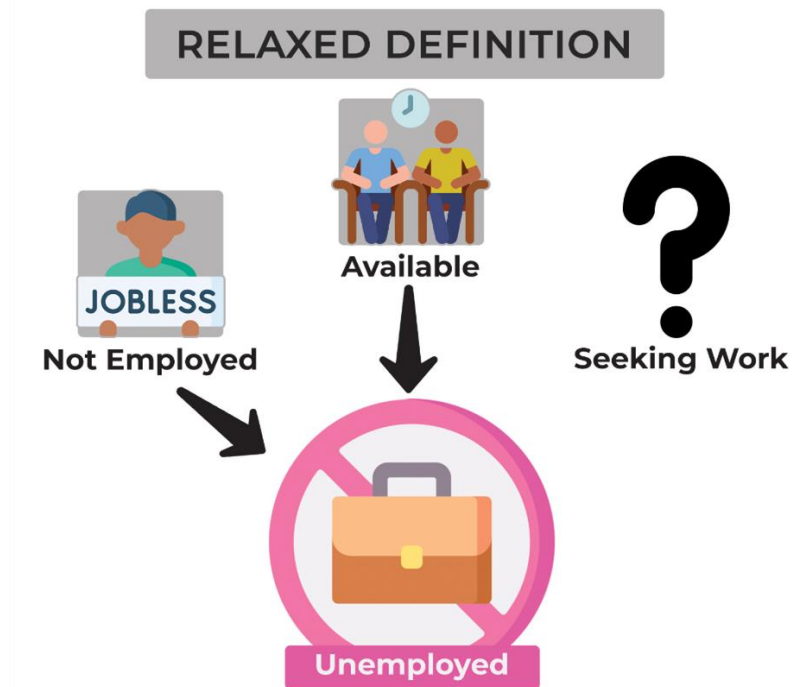 RELAXED DEFINITION
Available
JOBLESS
Not Employed
Seeking Work
Unemployed